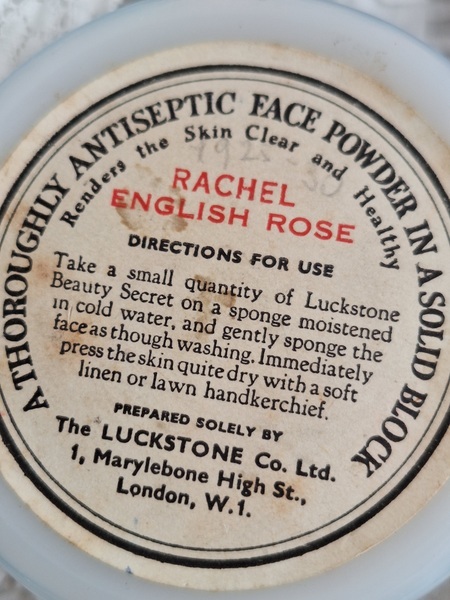 A THOROUGHLY ANTISEPTIC FACE POWDER IN A SOLID BLOCK
Renders the Skin Clear and Healthy
RACHEL
ENGLISH ROSE
DIRECTIONS FOR USE
Take a small quantity of Luckstone
Beauty Secret on a sponge moistened
in cold water, and gently sponge the
face as though washing. Immediately
press the skin quite dry with a soft
linen or lawn handkerchief.
PREPARED SOLELY BY
The LUCKSTONE Co. Ltd.
1, Marylebone High St.,
London, W.1.